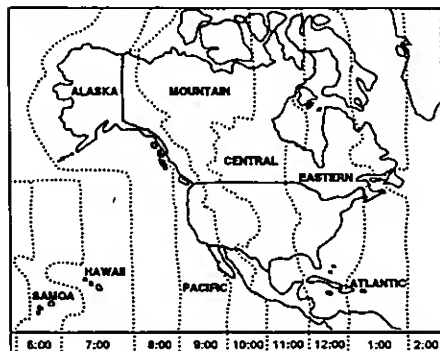 ALASKA
MOUNTAIN
CENTRAL
EASTERN
HAWAII
SAMOA
PACIFIC
ATLANTIC
6:00 7:00 8:00 9:00 10:00 11:00 12:00 1:00 2:00